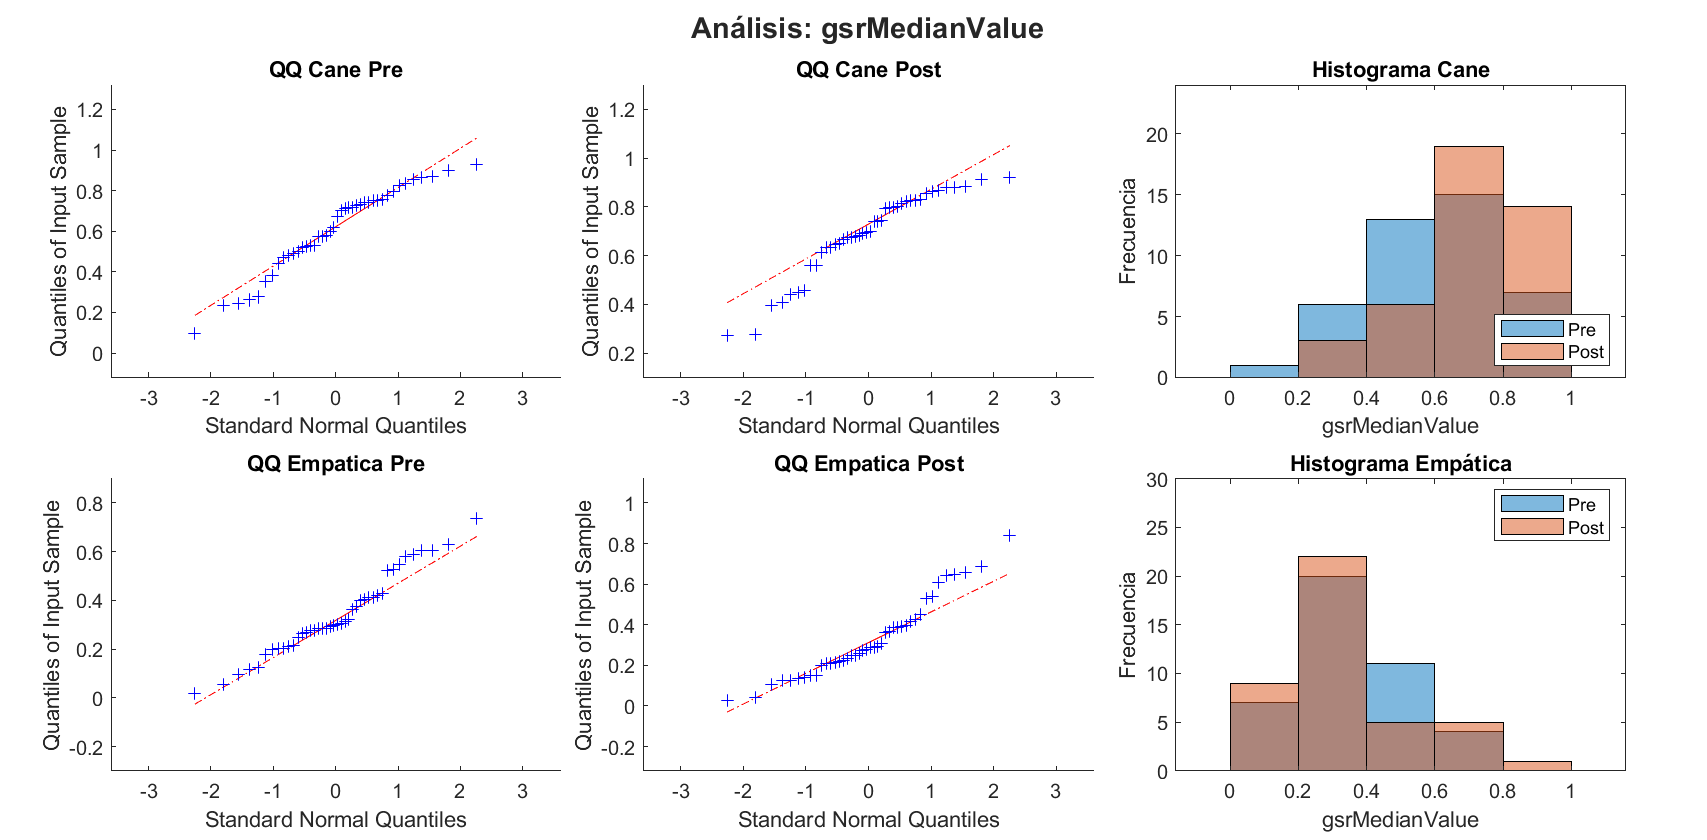 Análisis: gsrMedianValue
QQ Cane Pre
Quantiles of Input Sample
1.2
1
0.8
0.6
0.4
0.2
0
-3 -2 -1 0 1 2 3
Standard Normal Quantiles
QQ Cane Post
Quantiles of Input Sample
1.2
1
0.8
0.6
0.4
0.2
-3 -2 -1 0 1 2 3
Standard Normal Quantiles
Histograma Cane
Frecuencia
20
15
10
5
0
Pre
Post
0 0.2 0.4 0.6 0.8 1
gsrMedianValue
QQ Empatica Pre
Quantiles of Input Sample
0.8
0.6
0.4
0.2
0
-0.2
-3 -2 -1 0 1 2 3
Standard Normal Quantiles
QQ Empatica Post
Quantiles of Input Sample
1
0.8
0.6
0.4
0.2
0
-0.2
-3 -2 -1 0 1 2 3
Standard Normal Quantiles
Histograma Empática
Frecuencia
30
25
20
15
10
5
0
Pre
Post
0 0.2 0.4 0.6 0.8 1
gsrMedianValue